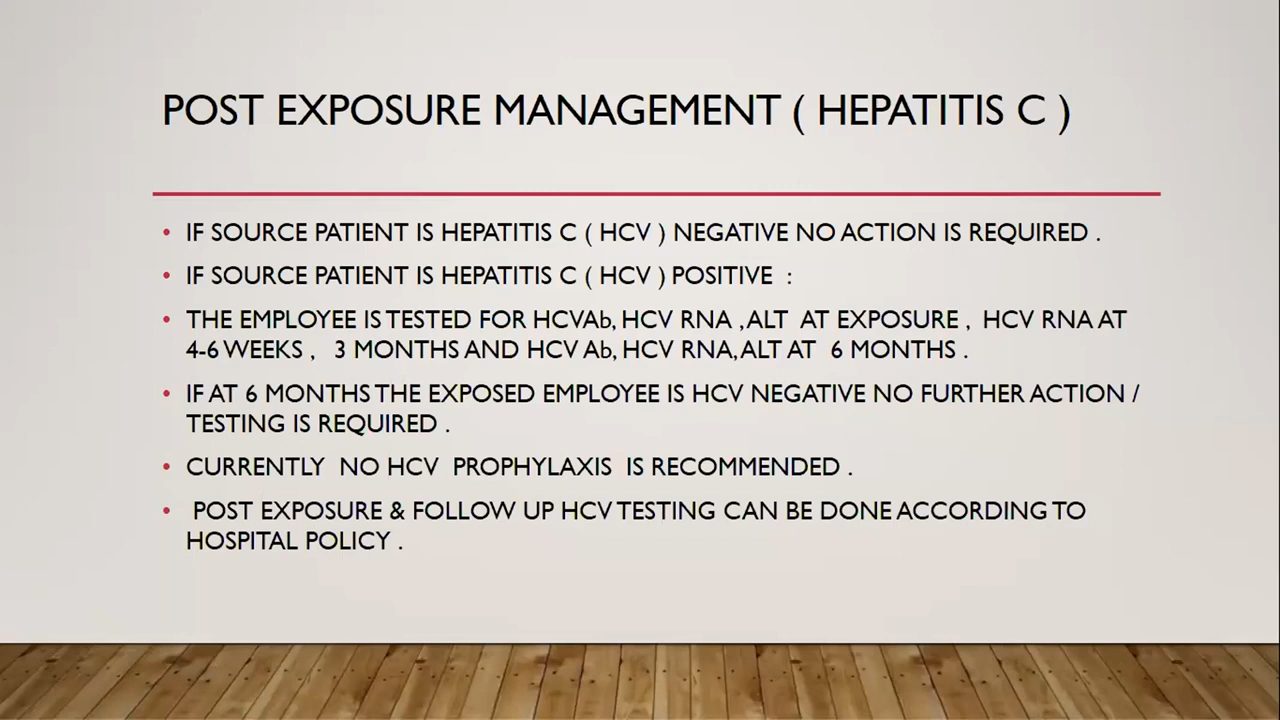 POST EXPOSURE MANAGEMENT ( HEPATITIS C )
• IF SOURCE PATIENT IS HEPATITIS C ( HCV ) NEGATIVE NO ACTION IS REQUIRED .
• IF SOURCE PATIENT IS HEPATITIS C ( HCV ) POSITIVE :
• THE EMPLOYEE IS TESTED FOR HCVAb, HCV RNA ,ALT AT EXPOSURE , HCV RNA AT
4-6 WEEKS , 3 MONTHS AND HCV Ab, HCV RNA, ALT AT 6 MONTHS .
• IF AT 6 MONTHS THE EXPOSED EMPLOYEE IS HCV NEGATIVE NO FURTHER ACTION /
TESTING IS REQUIRED .
• CURRENTLY NO HCV PROPHYLAXIS IS RECOMMENDED .
• POST EXPOSURE & FOLLOW UP HCV TESTING CAN BE DONE ACCORDING TO
HOSPITAL POLICY .